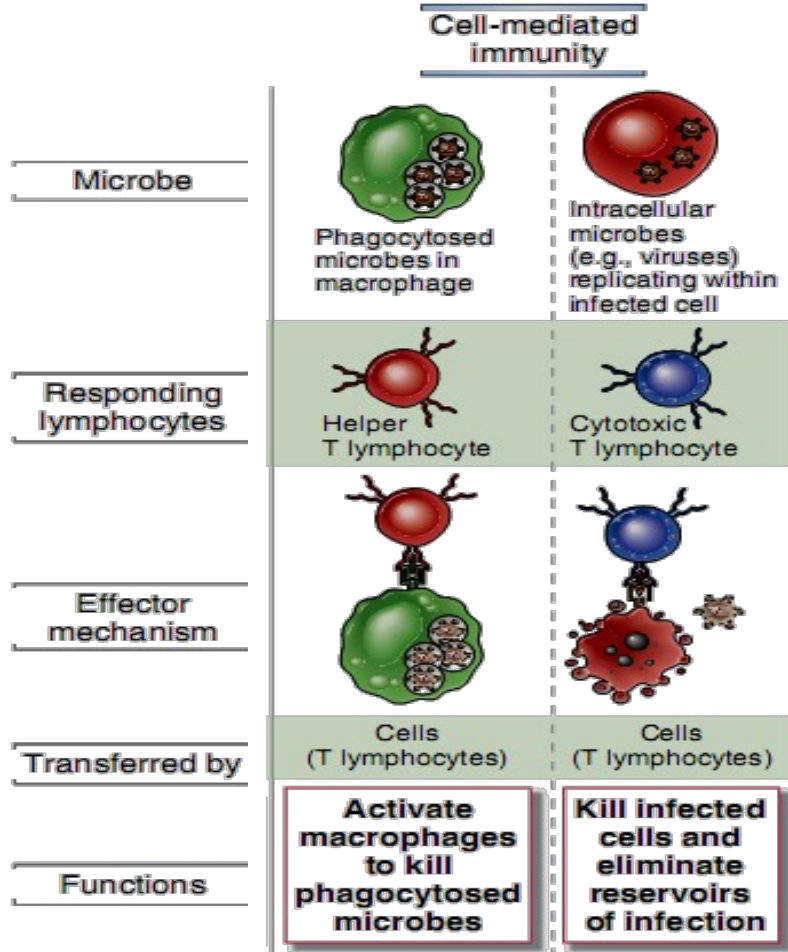 Cell-mediated
immunity
Microbe
Phagocytosed
microbes in
macrophage
Intracellular
microbes
(e.g., viruses)
replicating within
infected cell
Responding
lymphocytes
Helper
T lymphocyte
Cytotoxic
T lymphocyte
Effector
mechanism
Transferred by
Cells
(T lymphocytes)
Cells
(T lymphocytes)
Functions
Activate
macrophages
to kill
phagocytosed
microbes
Kill infected
cells and
eliminate
reservoirs
of infection